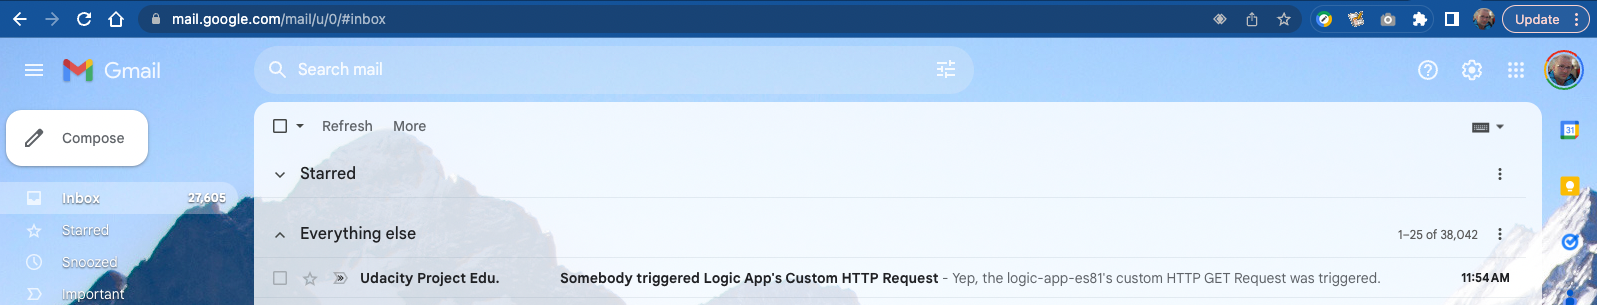 mail.google.com/mail/u/0/#inbox
Update
Gmail
Search mail
Compose
Refresh More
31
Inbox 27,605
Starred
Starred
Snoozed
Important
Everything else
1–25 of 38,042
Udacity Project Edu. Somebody triggered Logic App's Custom HTTP Request - Yep, the logic-app-es81's custom HTTP GET Request was triggered. 11:54 AM